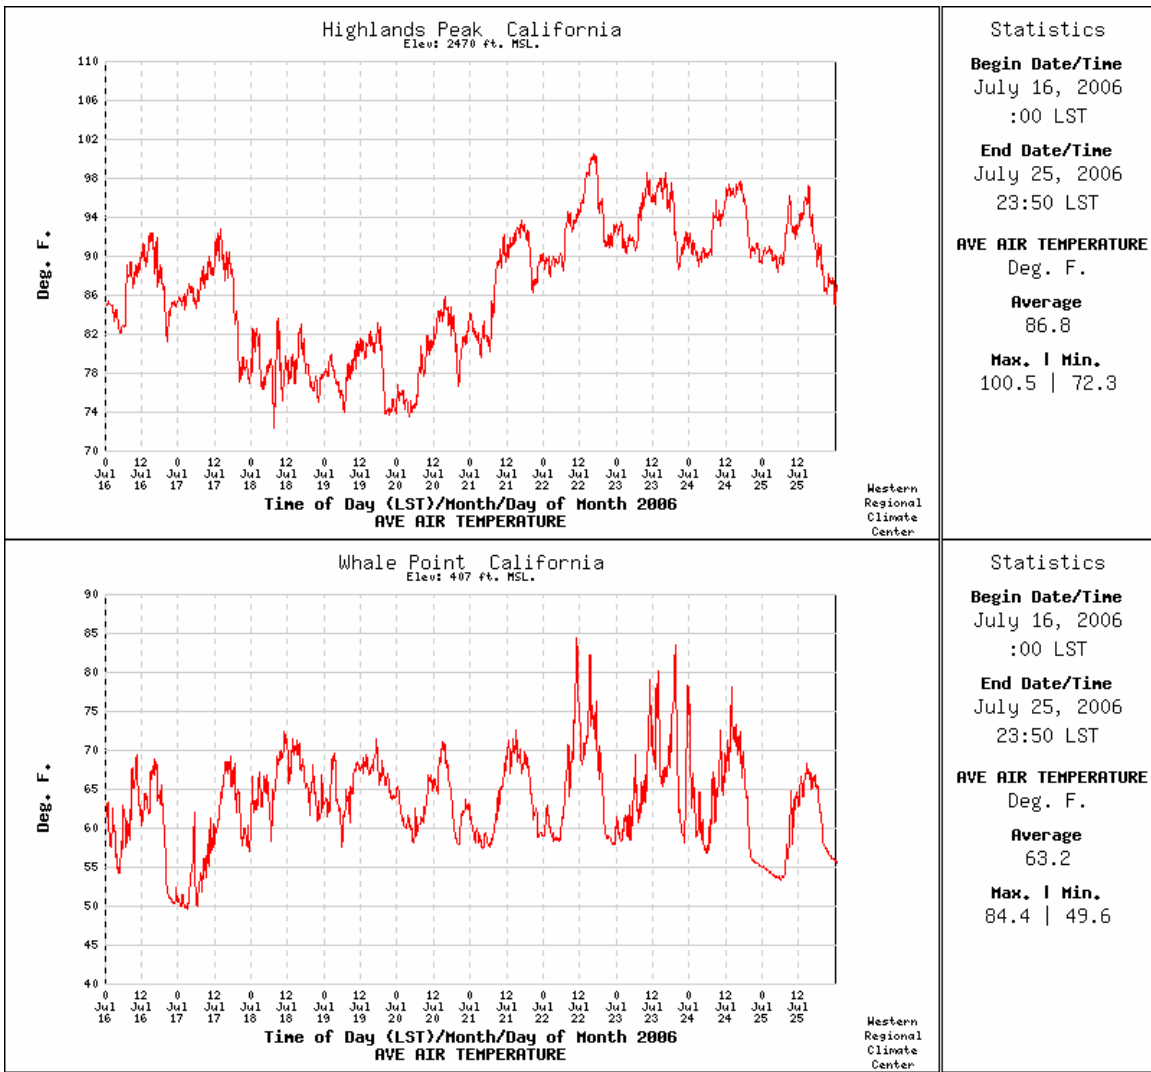 Highlands Peak California
Elev: 2470 ft. MSL.
110
106
102
98
94
90
86
82
78
74
70
Deg. F.
0 12 0 12 0 12 0 12 0 12 0 12 0 12 0 12 0 12 0 12
Jul Jul Jul Jul Jul Jul Jul Jul Jul Jul Jul Jul Jul Jul Jul Jul Jul Jul Jul Jul
16 16 17 17 18 18 19 19 20 20 21 21 22 22 23 23 24 24 25 25
Time of Day (LST)/Month/Day of Month 2006
AVE AIR TEMPERATURE
Western
Regional
Climate
Center
Statistics
Begin Date/Time
July 16, 2006
:00 LST
End Date/Time
July 25, 2006
23:50 LST
AVE AIR TEMPERATURE
Deg. F.
Average
86.8
Max. | Min.
100.5 | 72.3
Whale Point California
Elev: 407 ft. MSL.
90
85
80
75
70
65
60
55
50
45
40
Deg. F.
0 12 0 12 0 12 0 12 0 12 0 12 0 12 0 12 0 12 0 12
Jul Jul Jul Jul Jul Jul Jul Jul Jul Jul Jul Jul Jul Jul Jul Jul Jul Jul Jul Jul
16 16 17 17 18 18 19 19 20 20 21 21 22 22 23 23 24 24 25 25
Time of Day (LST)/Month/Day of Month 2006
AVE AIR TEMPERATURE
Western
Regional
Climate
Center
Statistics
Begin Date/Time
July 16, 2006
:00 LST
End Date/Time
July 25, 2006
23:50 LST
AVE AIR TEMPERATURE
Deg. F.
Average
63.2
Max. | Min.
84.4 | 49.6